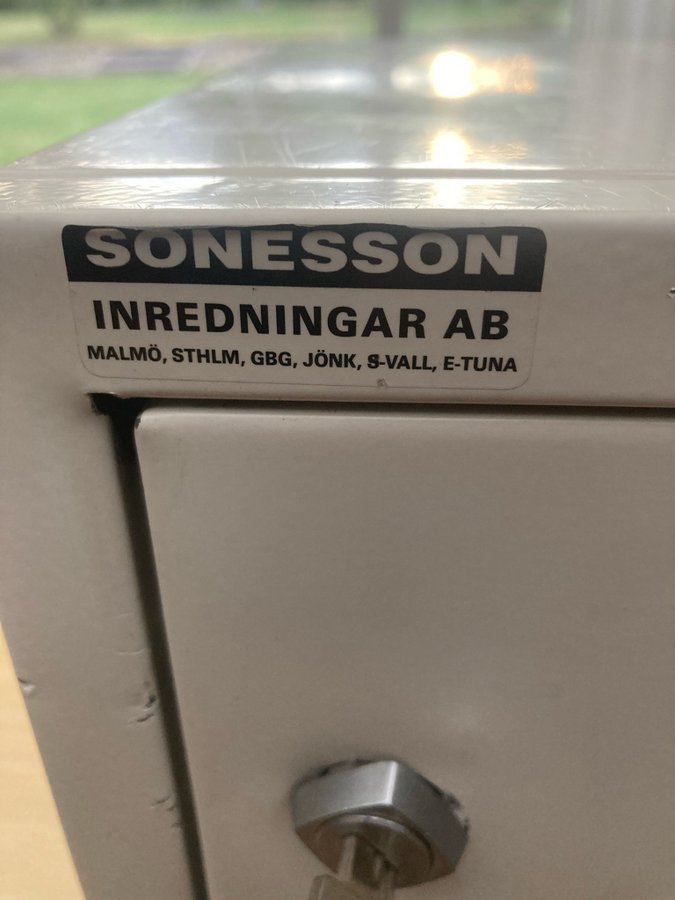 SONESSON
INREDNINGAR AB
MALMÖ, STHLM, GBG, JÖNK, S-VALL, E-TUNA